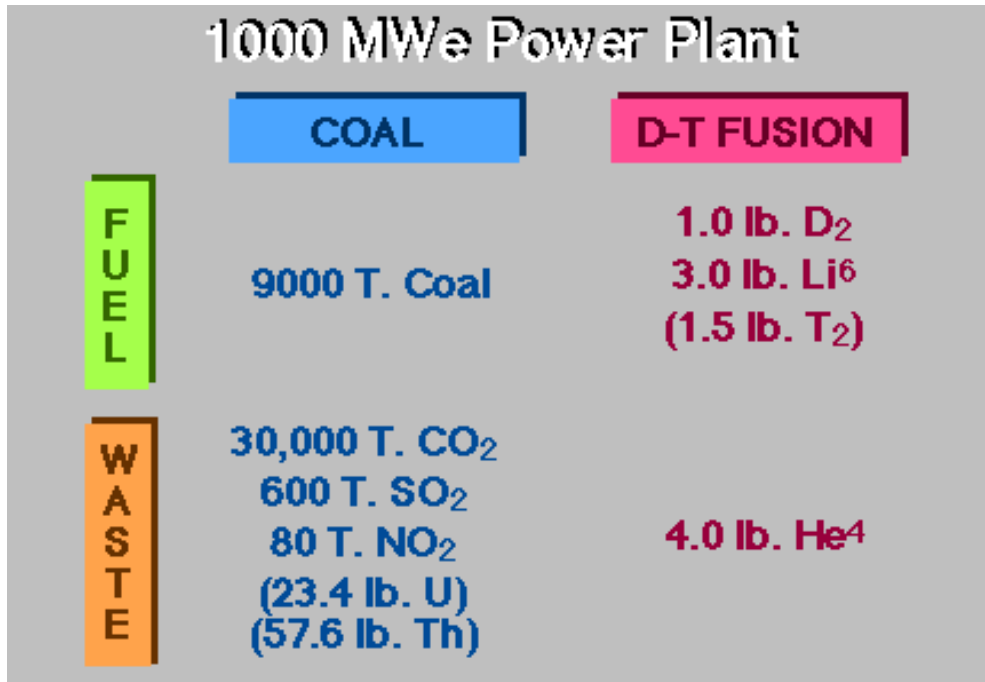 1000 MWe Power Plant
COAL
D-T FUSION
FUEL
9000 T. Coal
1.0 lb. D₂
3.0 lb. Li⁶
(1.5 lb. T₂)
WASTE
30,000 T. CO₂
600 T. SO₂
80 T. NO₂
(23.4 lb. U)
(57.6 lb. Th)
4.0 lb. He⁴